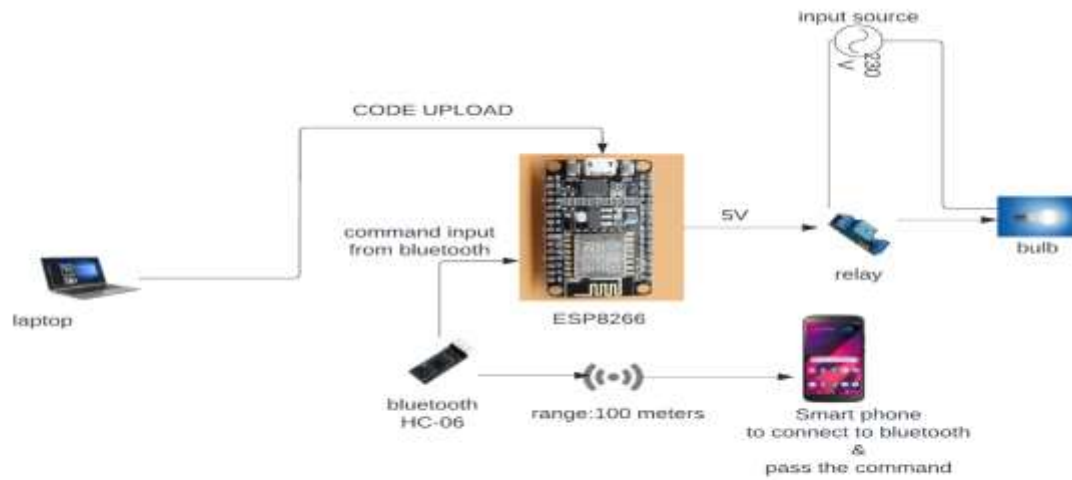 input source
230
V
CODE UPLOAD
command input
from bluetooth
5V
laptop
ESP8266
relay
bulb
bluetooth
HC-06
range:100 meters
Smart phone
to connect to bluetooth
&
pass the command